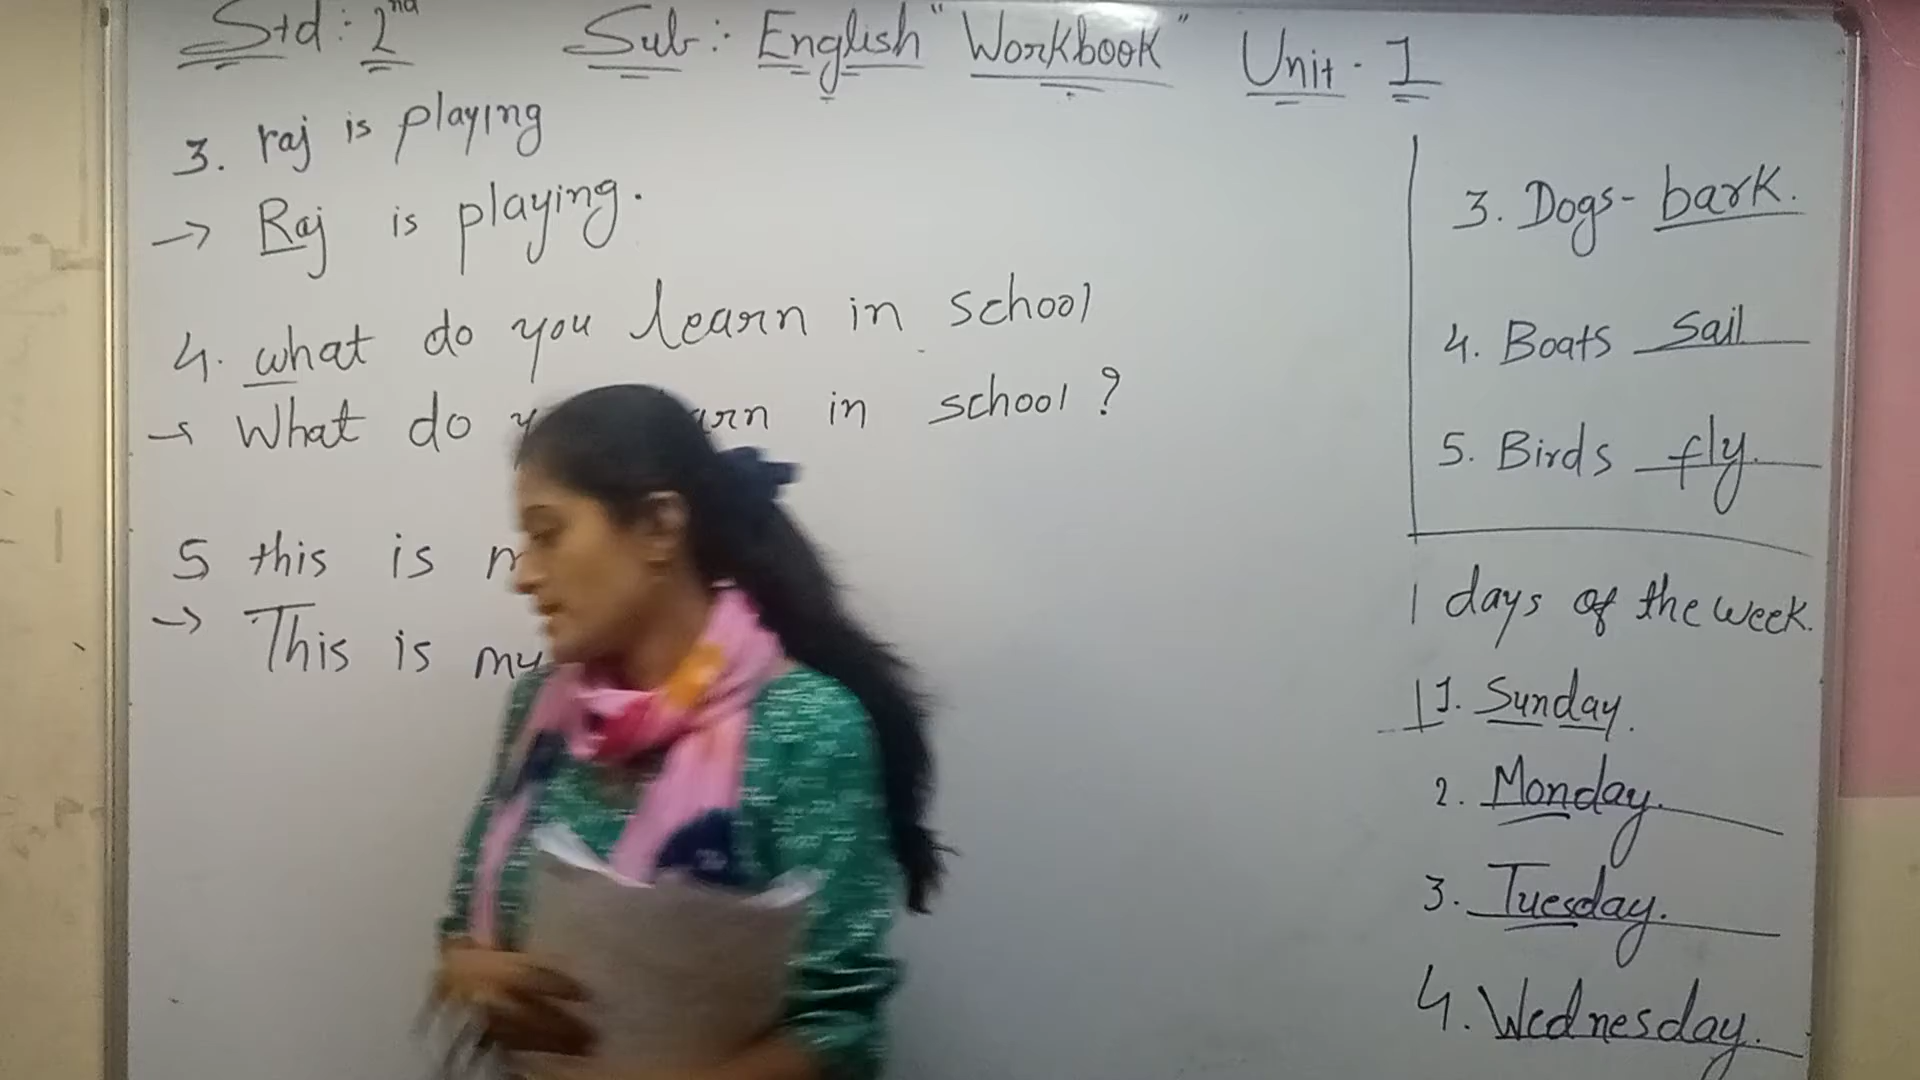 Std : 2nd Sub : English "Workbook" Unit - 1
3. raj is playing
→ Raj is playing.
4. what do you learn in school
→ What do in school ?
5 this is
→ This is my
3. Dogs - bark.
4. Boats sail
5. Birds fly.
1 days of the week.
1. Sunday.
2. Monday.
3. Tuesday.
4. Wednesday.